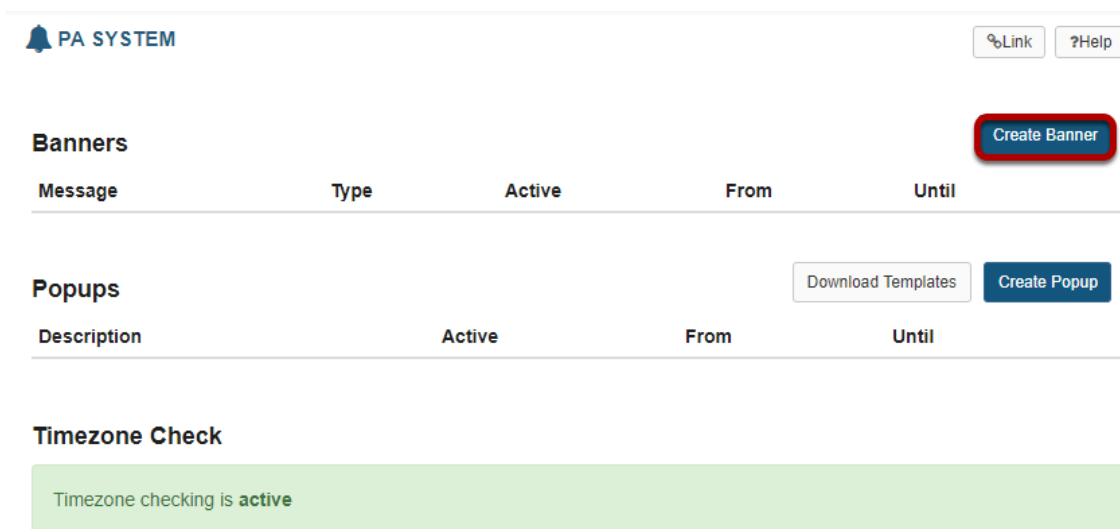 PA SYSTEM
Link ?Help
Banners
Create Banner
Message Type Active From Until
Popups
Download Templates Create Popup
Description Active From Until
Timezone Check
Timezone checking is active